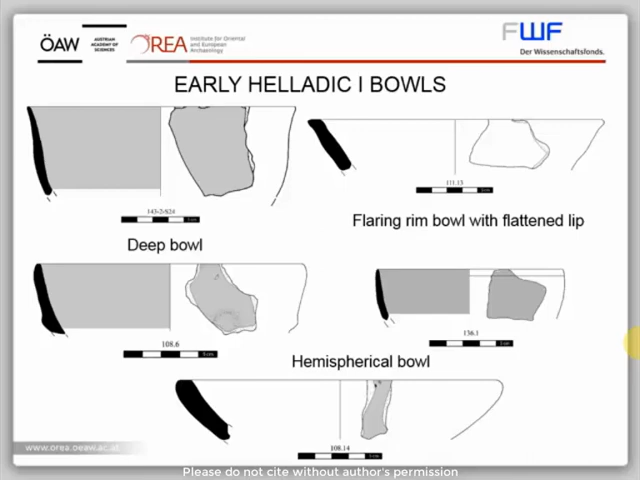 ÖAW
AUSTRIAN
ACADEMY OF
SCIENCES
OREA
Institute for Oriental
and European
Archaeology
FWF
Der Wissenschaftsfonds.
EARLY HELLADIC I BOWLS
111.13
Flaring rim bowl with flattened lip
Deep bowl
108.6
136.1
Hemispherical bowl
108.14
www.orea.oeaw.ac.at
Please do not cite without author's permission